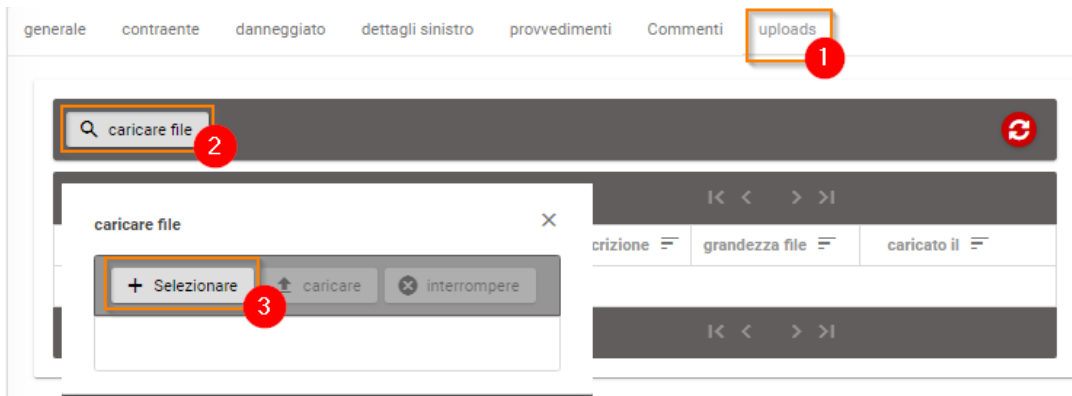 generale contraente danneggiato dettagli sinistro provvedimenti Commenti uploads
1
caricare file
2
caricare file
crizione grandezza file caricato il
+ Selezionare caricare interrompere
3